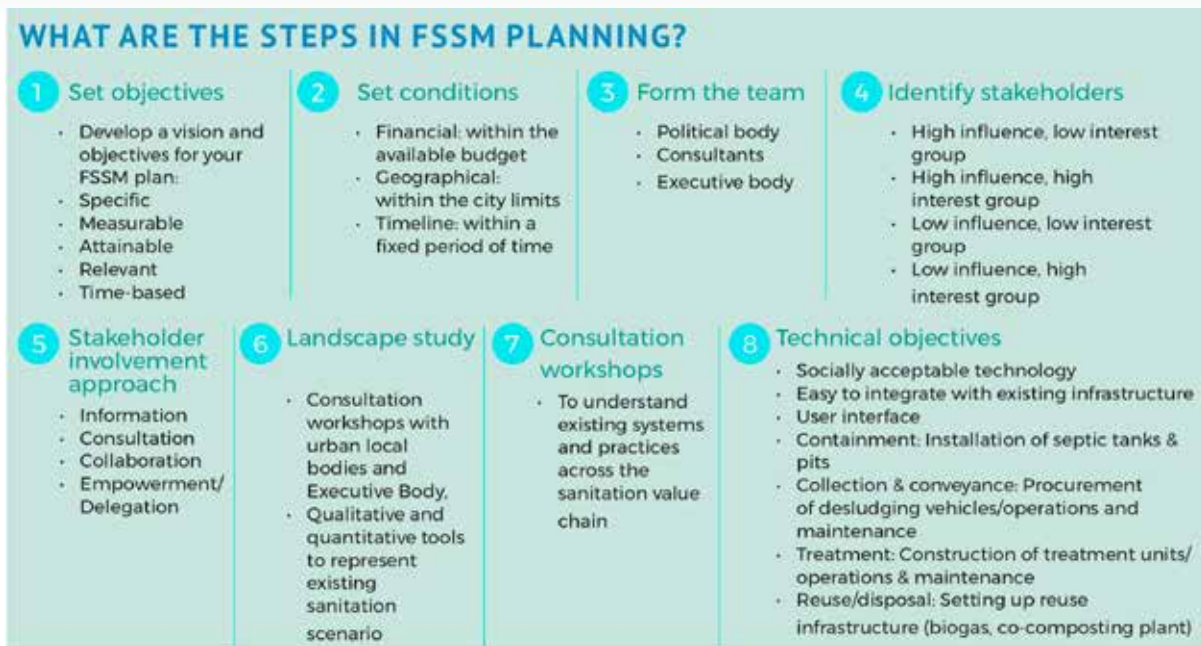 WHAT ARE THE STEPS IN FSSM PLANNING?
1 Set objectives
• Develop a vision and
objectives for your
FSSM plan:
• Specific
• Measurable
• Attainable
• Relevant
• Time-based
2 Set conditions
• Financial: within the
available budget
• Geographical:
within the city limits
• Timeline: within a
fixed period of time
3 Form the team
• Political body
• Consultants
• Executive body
4 Identify stakeholders
• High influence, low interest
group
• High influence, high
interest group
• Low influence, low interest
group
• Low influence, high
interest group
5 Stakeholder
involvement
approach
• Information
• Consultation
• Collaboration
• Empowerment/
Delegation
6 Landscape study
• Consultation
workshops with
urban local
bodies and
Executive Body.
• Qualitative and
quantitative tools
to represent
existing
sanitation
scenario
7 Consultation
workshops
• To understand
existing systems
and practices
across the
sanitation value
chain
8 Technical objectives
• Socially acceptable technology
• Easy to integrate with existing infrastructure
• User interface
• Containment: Installation of septic tanks &
pits
• Collection & conveyance: Procurement
of desludging vehicles/operations and
maintenance
• Treatment: Construction of treatment units/
operations & maintenance
• Reuse/disposal: Setting up reuse
infrastructure (biogas, co-composting plant)